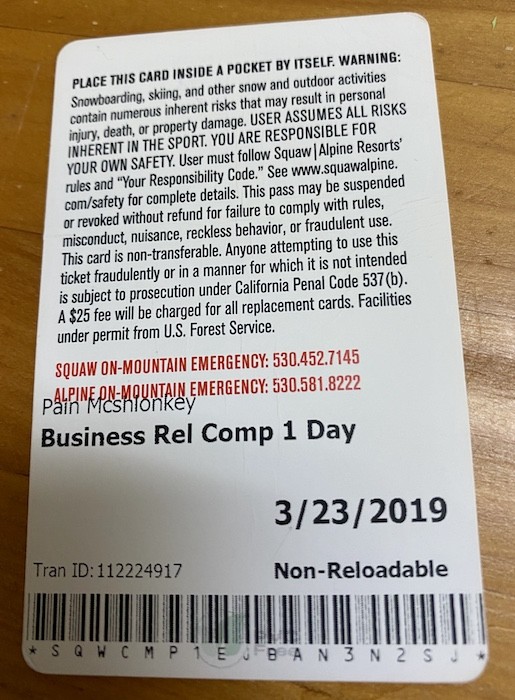 PLACE THIS CARD INSIDE A POCKET BY ITSELF. WARNING:
Snowboarding, skiing, and other snow and outdoor activities
contain numerous inherent risks that may result in personal
injury, death, or property damage. USER ASSUMES ALL RISKS
INHERENT IN THE SPORT. YOU ARE RESPONSIBLE FOR
YOUR OWN SAFETY. User must follow Squaw|Alpine Resorts'
rules and “Your Responsibility Code.” See www.squawalpine.
com/safety for complete details. This pass may be suspended
or revoked without refund for failure to comply with rules,
misconduct, nuisance, reckless behavior, or fraudulent use.
This card is non-transferable. Anyone attempting to use this
ticket fraudulently or in a manner for which it is not intended
is subject to prosecution under California Penal Code 537(b).
A $25 fee will be charged for all replacement cards. Facilities
under permit from U.S. Forest Service.
SQUAW ON-MOUNTAIN EMERGENCY: 530.452.7145
ALPINE ON-MOUNTAIN EMERGENCY: 530.581.8222
Pain Mcshlonkey
Business Rel Comp 1 Day
3/23/2019
Tran ID:112224917 Non-Reloadable
* S Q W C M P 1 E J B A N 3 N 2 S J *